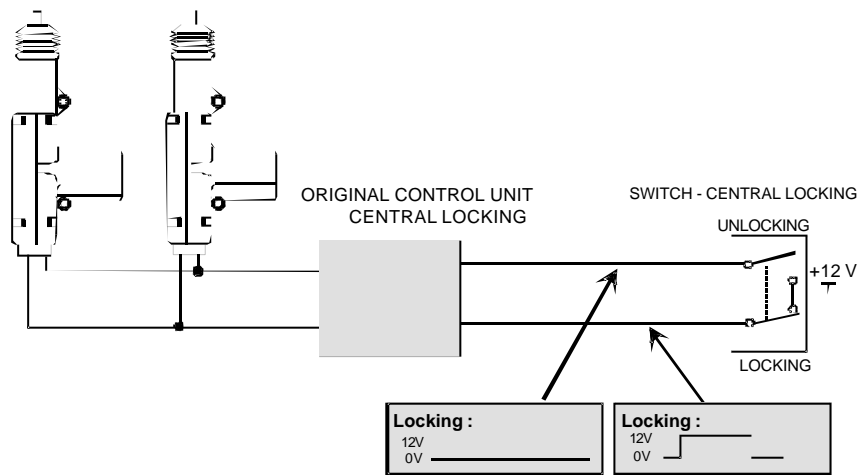 ORIGINAL CONTROL UNIT
CENTRAL LOCKING
SWITCH - CENTRAL LOCKING
UNLOCKING
+12 V
LOCKING
Locking :
12V
0V
Locking :
12V
0V